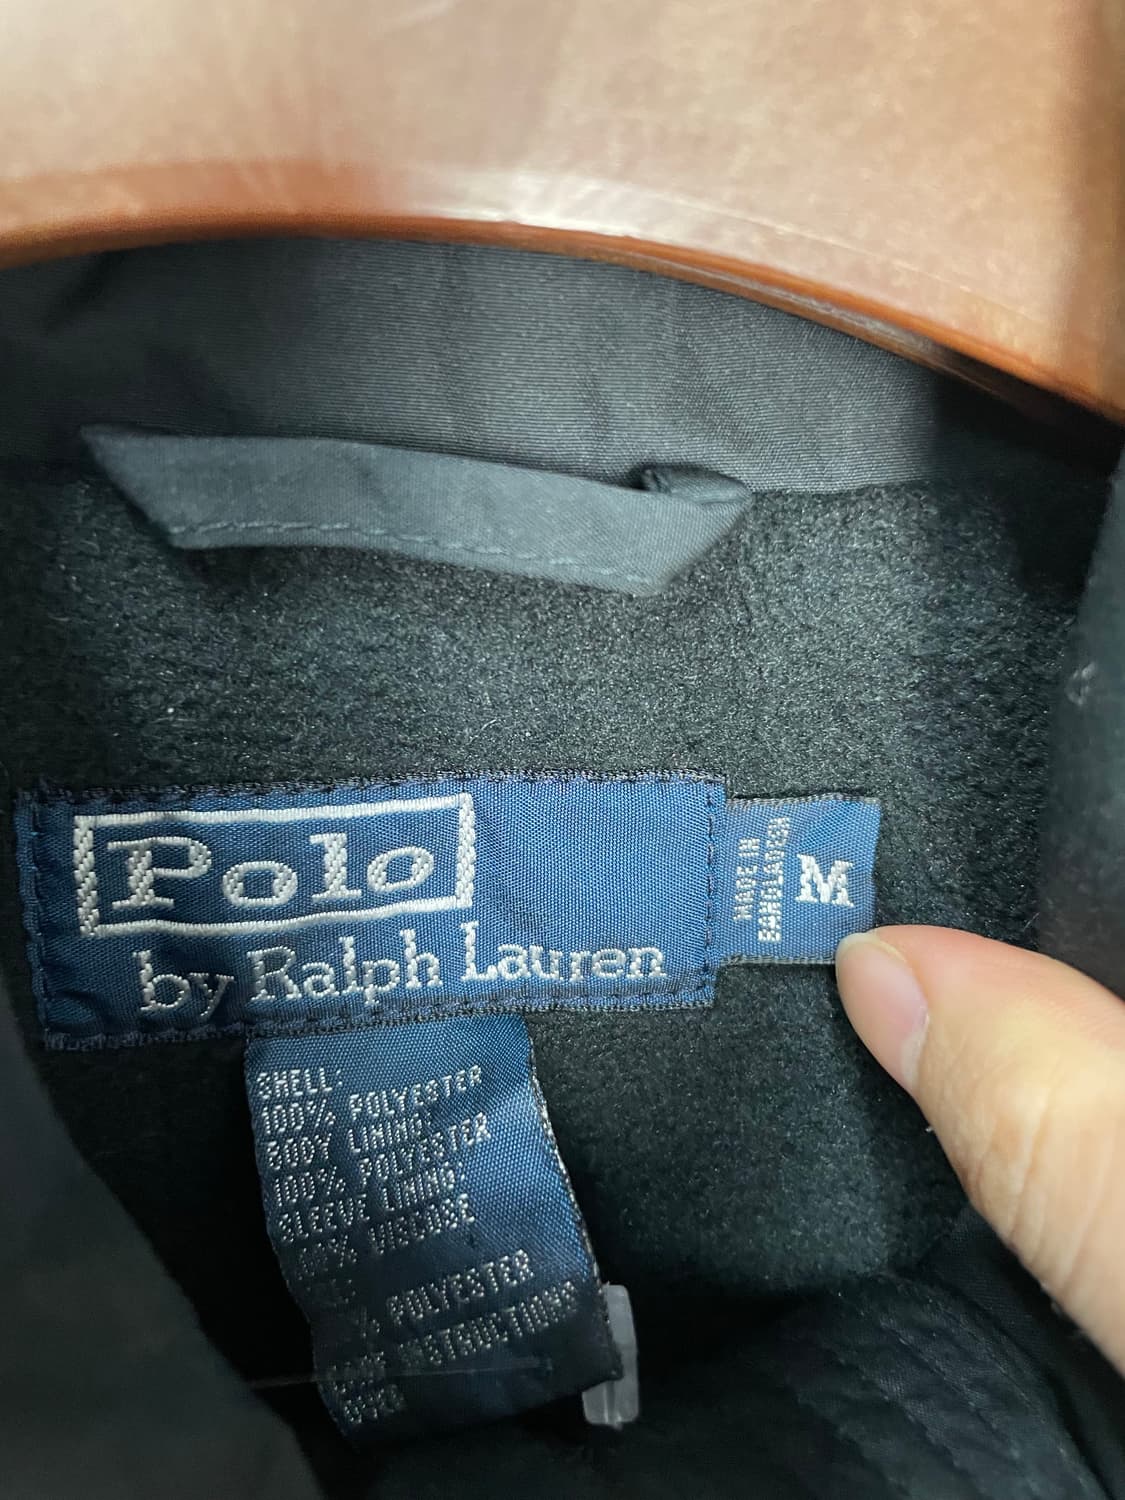 Polo
by Ralph Lauren
MADE IN
BANGLADESH
M
SHELL:
100% POLYESTER
BODY LINING
100% POLYESTER
SLEEVE LINING:
% VISCOSE
% POLYESTER
INSTRUCTIONS